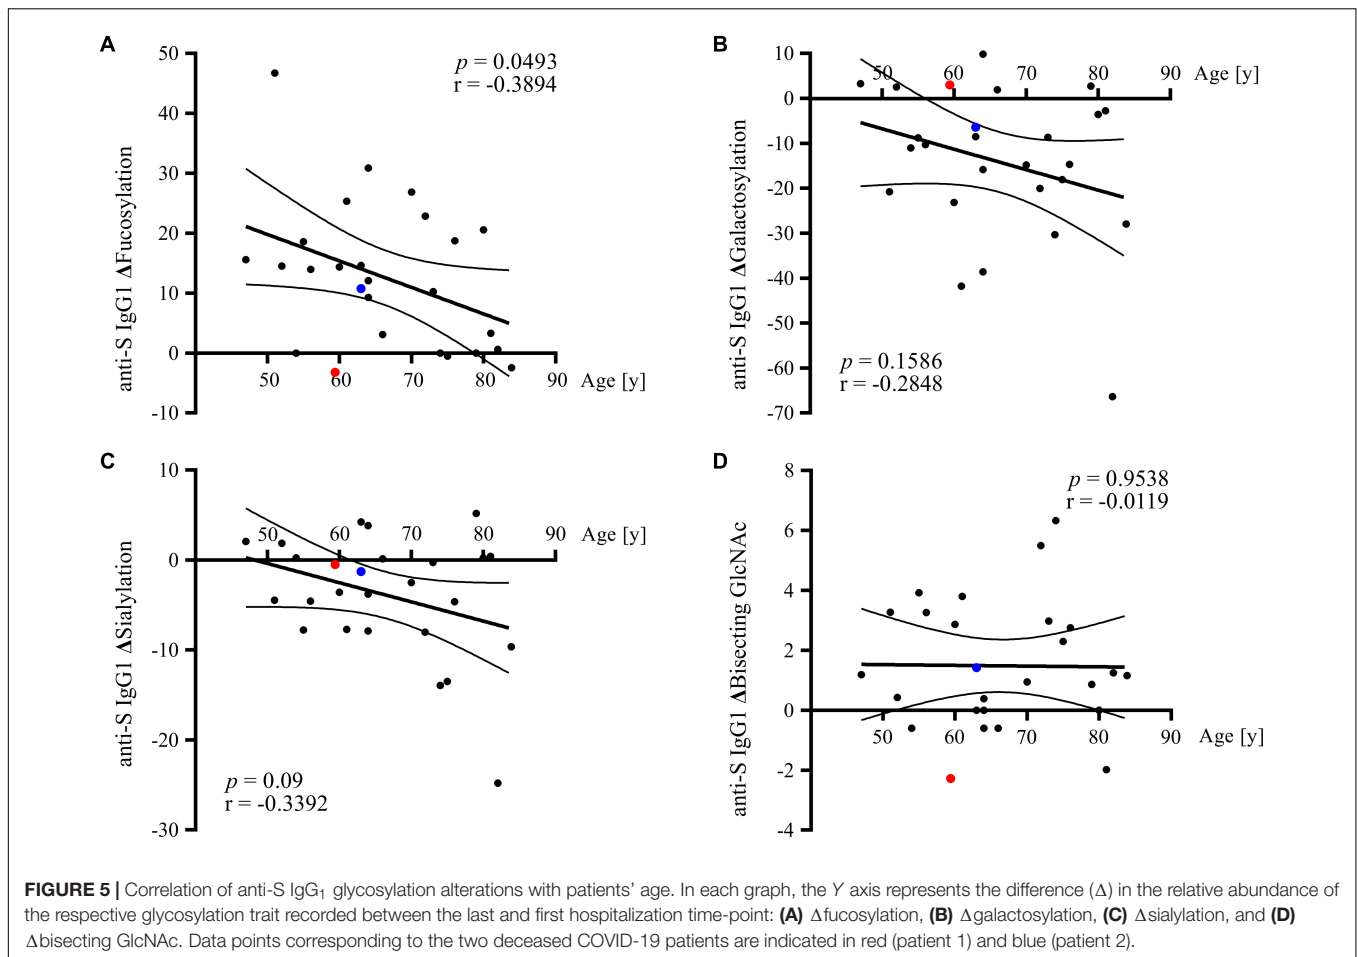 A
50
40
30
20
10
0
-10
anti-S IgG1 ΔFucosylation
p = 0.0493
r = -0.3894
50 60 70 80 90 Age [y]
B
10
0
-10
-20
-30
-40
-50
-60
-70
anti-S IgG1 ΔGalactosylation
50 60 70 80 90 Age [y]
p = 0.1586
r = -0.2848
C
10
0
-10
-20
-30
anti-S IgG1 ΔSialylation
50 60 70 80 90 Age [y]
p = 0.09
r = -0.3392
D
8
6
4
2
0
-2
-4
anti-S IgG1 ΔBisecting GlcNAc
p = 0.9538
r = -0.0119
50 60 70 80 90 Age [y]
FIGURE 5 | Correlation of anti-S IgG₁ glycosylation alterations with patients’ age. In each graph, the Y axis represents the difference (Δ) in the relative abundance of
the respective glycosylation trait recorded between the last and first hospitalization time-point: (A) Δfucosylation, (B) Δgalactosylation, (C) Δsialylation, and (D)
Δbisecting GlcNAc. Data points corresponding to the two deceased COVID-19 patients are indicated in red (patient 1) and blue (patient 2).